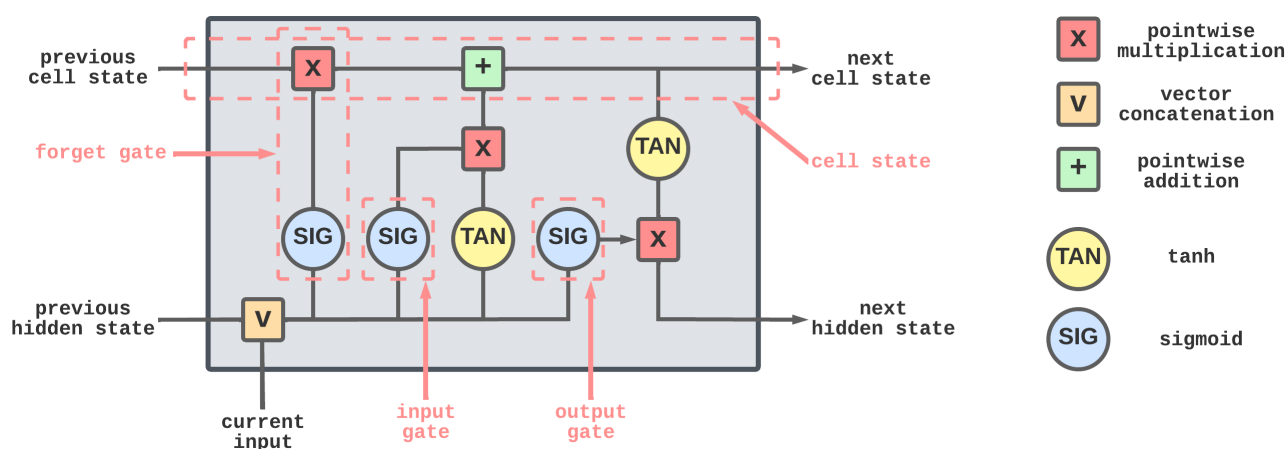 previous
cell state
X
+
next
cell state
forget gate
X
TAN
cell state
SIG
SIG
TAN
SIG
X
previous
hidden state
V
next
hidden state
current
input
input
gate
output
gate
X
pointwise
multiplication
V
vector
concatenation
+
pointwise
addition
TAN
tanh
SIG
sigmoid